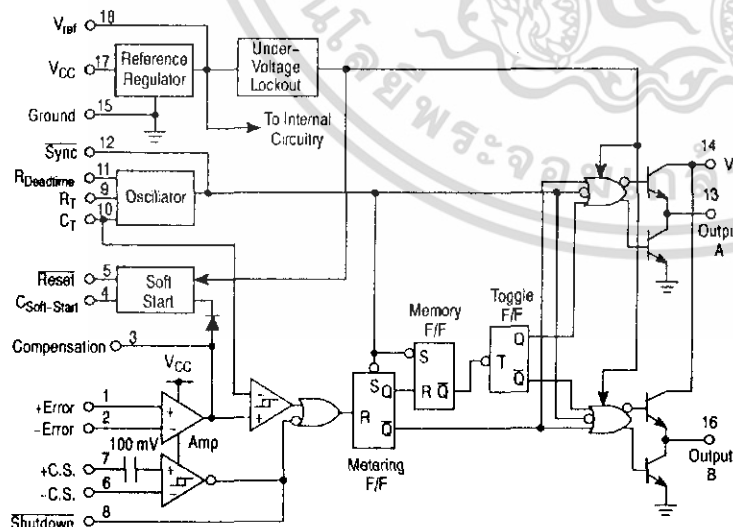 18
Vref
VCC 17
Reference Regulator
Under-Voltage Lockout
15
Ground
To Internal Circuitry
Sync 12
RDeadtime 11
RT 9
CT 10
Oscillator
14
V
13
Output A
Reset 5
CSoft-Start 4
Soft Start
Compensation 3
VCC
Memory F/F
Toggle F/F
S
R Q
T
Q
Q
S Q
R
Q
Metering F/F
+Error 1
-Error 2
+
-
Amp
-
+
100 mV
+C.S. 7
-C.S. 6
+
-
Shutdown 8
16
Output B